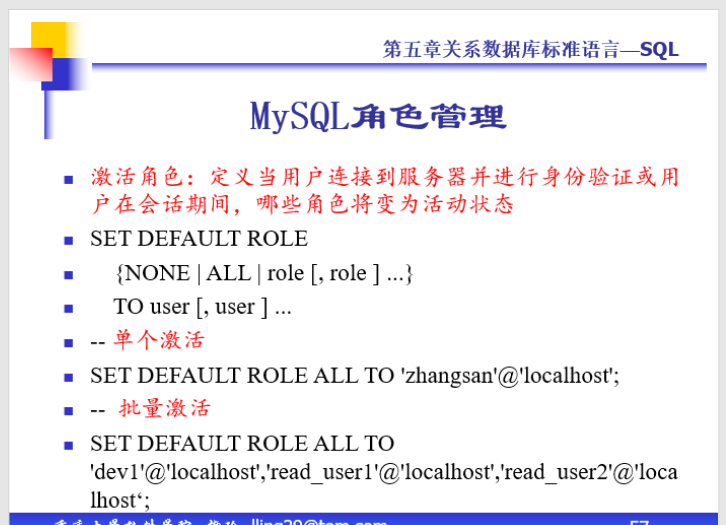 第五章关系数据库标准语言—SQL
MySQL角色管理
激活角色：定义当用户连接到服务器并进行身份验证或用
户在会话期间，哪些角色将变为活动状态
SET DEFAULT ROLE
{NONE | ALL | role [, role ] ...}
TO user [, user ] ...
-- 单个激活
SET DEFAULT ROLE ALL TO 'zhangsan'@'localhost';
-- 批量激活
SET DEFAULT ROLE ALL TO
'dev1'@'localhost','read_user1'@'localhost','read_user2'@'loca
lhost‘;